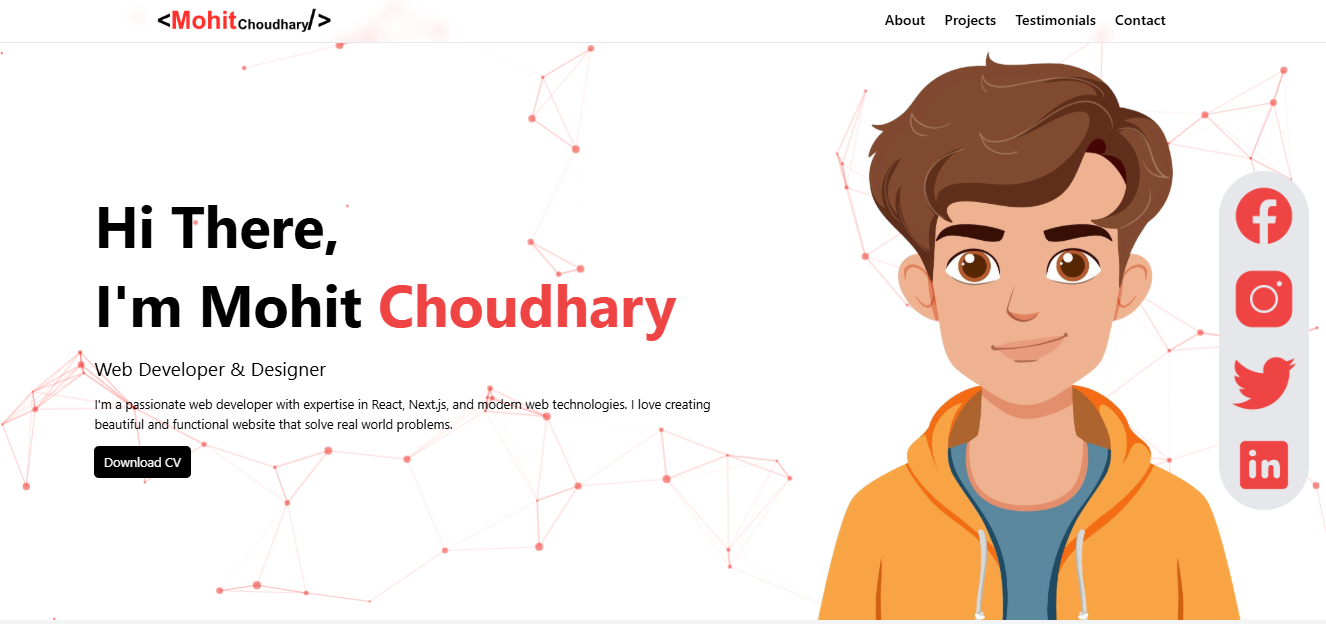 <MohitChoudhary/>
About Projects Testimonials Contact
Hi There,
I'm Mohit Choudhary
Web Developer & Designer
I'm a passionate web developer with expertise in React, Next.js, and modern web technologies. I love creating
beautiful and functional website that solve real world problems.
Download CV
in